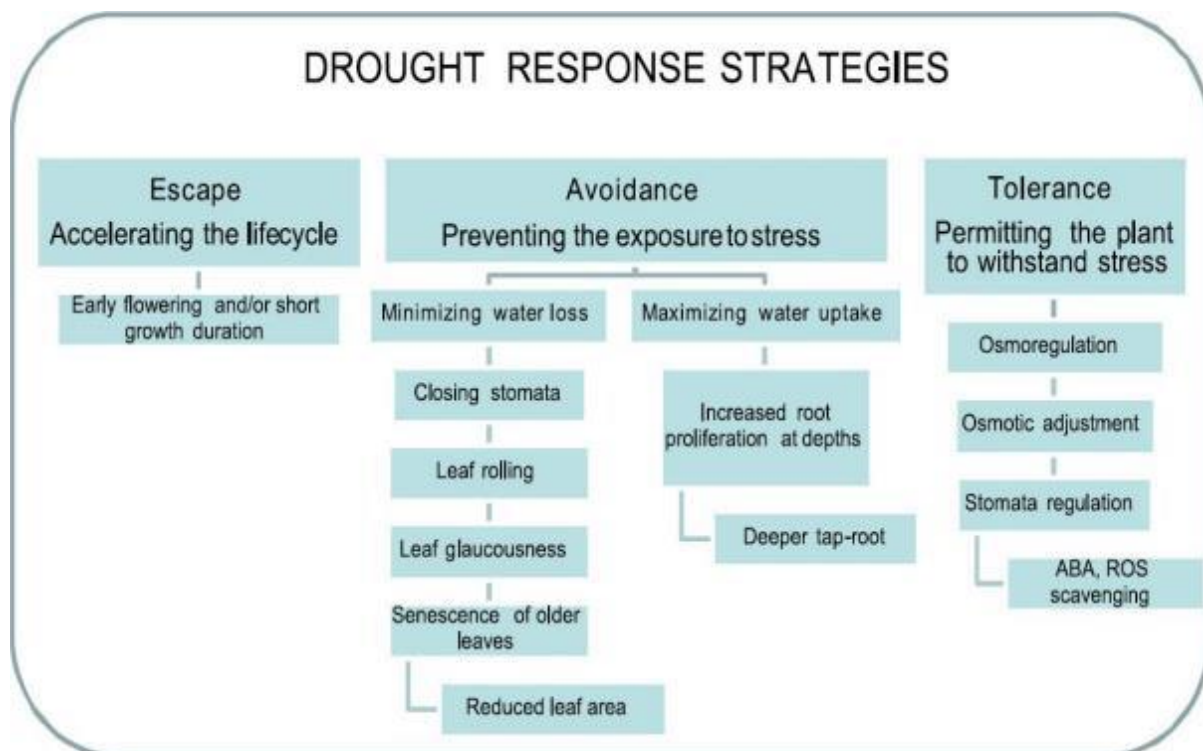 DROUGHT RESPONSE STRATEGIES
Escape
Accelerating the lifecycle
Early flowering and/or short
growth duration
Avoidance
Preventing the exposure to stress
Minimizing water loss
Closing stomata
Leaf rolling
Leaf glaucousness
Senescence of older
leaves
Reduced leaf area
Maximizing water uptake
Increased root
proliferation at depths
Deeper tap-root
Tolerance
Permitting the plant
to withstand stress
Osmoregulation
Osmotic adjustment
Stomata regulation
ABA, ROS
scavenging